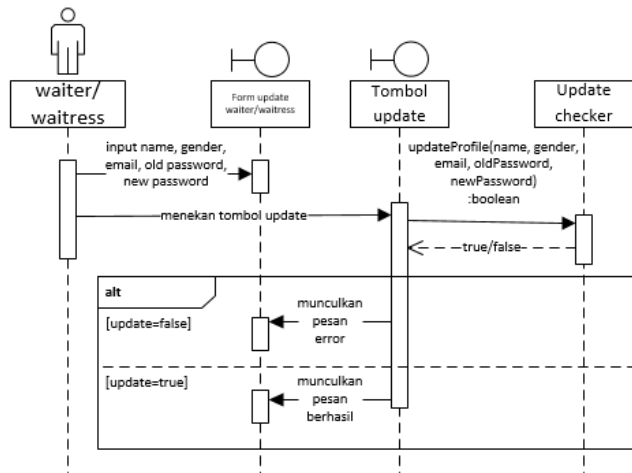 waiter/
waitress
Form update
waiter/waitress
Tombol
update
Update
checker
input name, gender,
email, old password,
new password
updateProfile(name, gender,
email, oldPassword,
newPassword)
:boolean
menekan tombol update
true/false
alt
[update=false]
munculkan
pesan
error
[update=true]
munculkan
pesan
berhasil